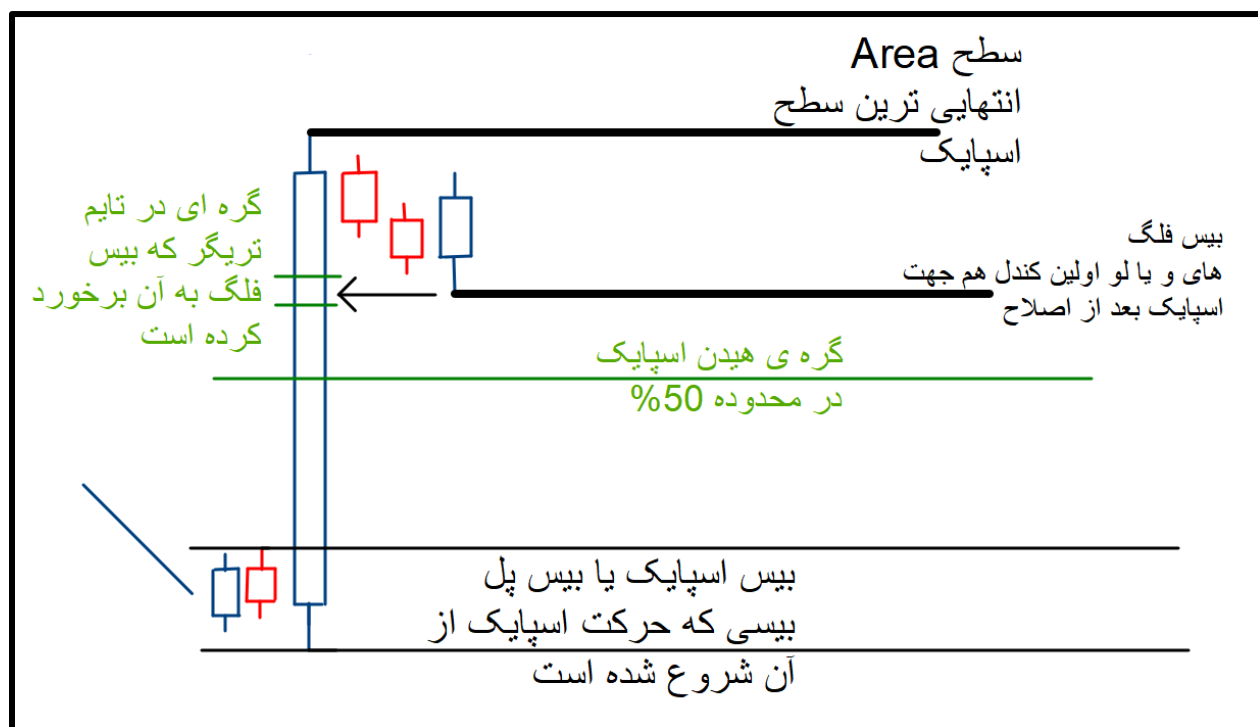 سطح Area
انتهایی ترین سطح
اسپایک
گره ای در تایم
تریگر که بیس
فلگ به آن برخورد
کرده است
بیس فلگ
های و یا لو اولین کندل هم جهت
اسپایک بعد از اصلاح
گره ی هیدن اسپایک
در محدوده 50%
بیس اسپایک یا بیس پل
بیسی که حرکت اسپایک از
آن شروع شده است